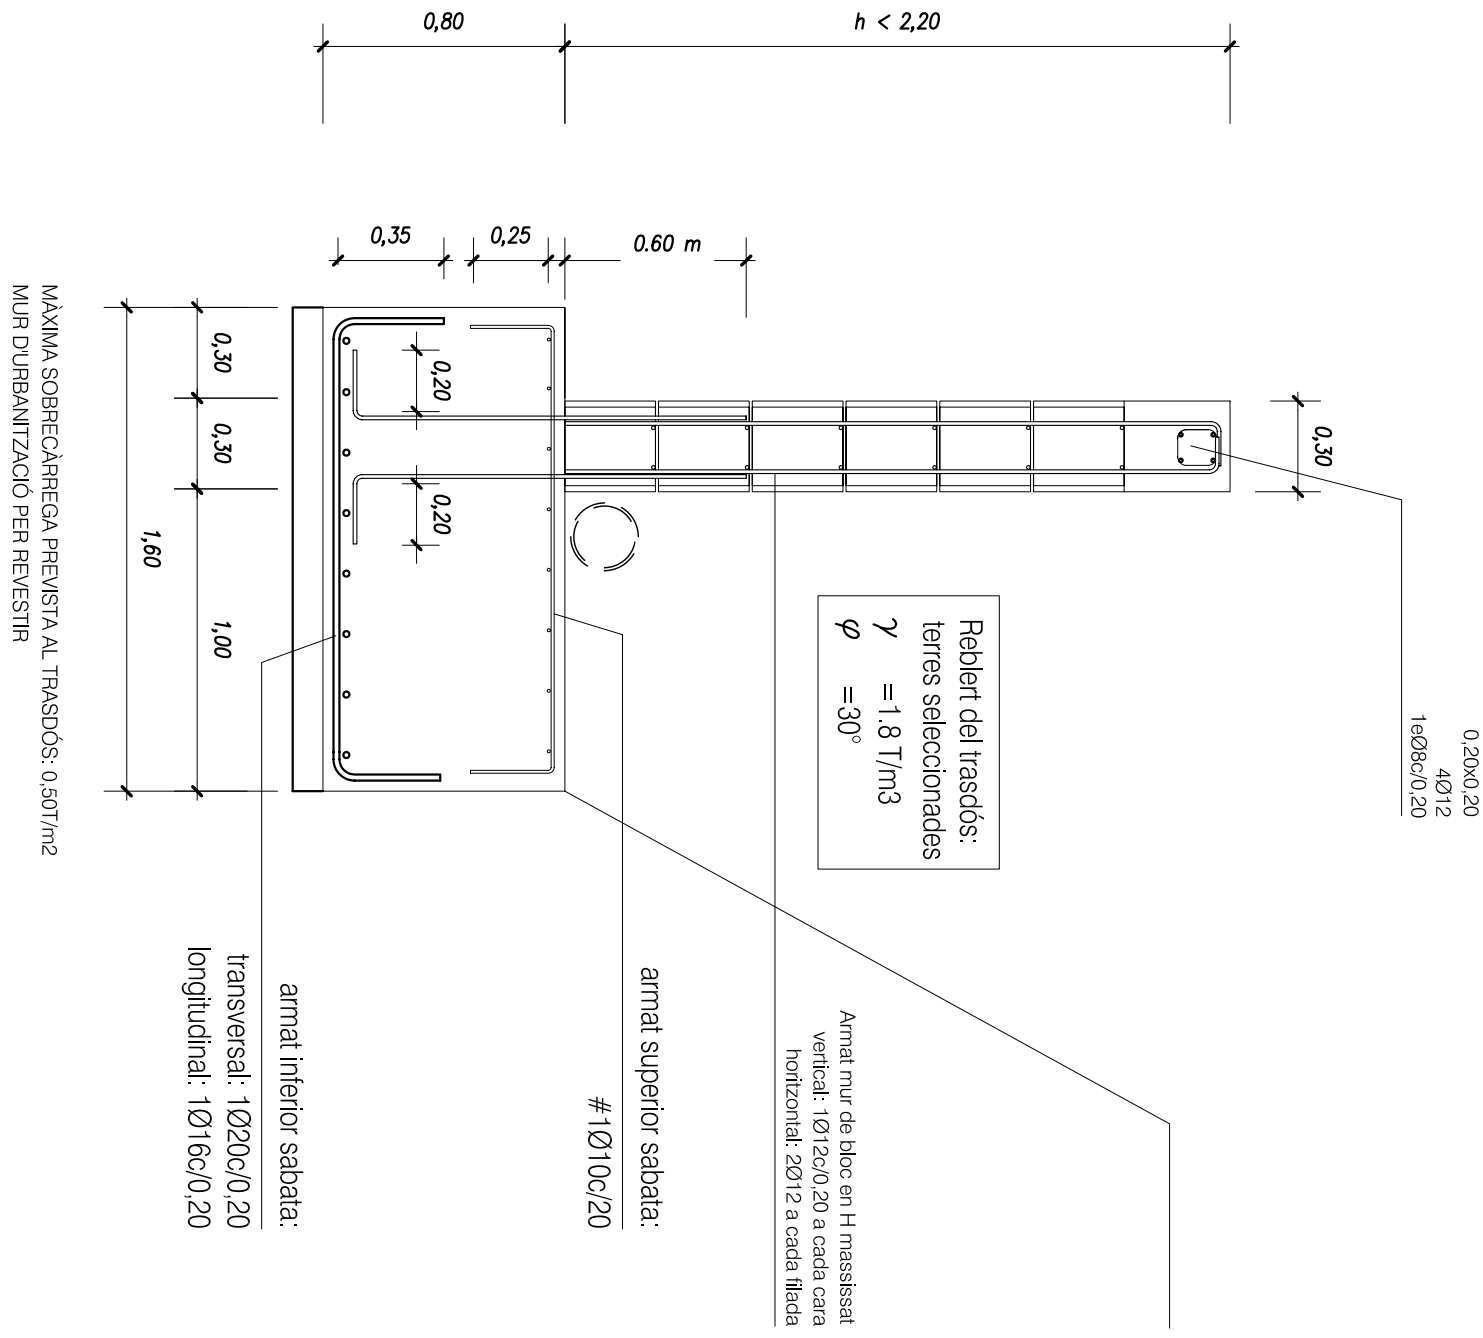 0,80
h < 2,20
0,35
0,25
0.60 m
0,30
0,30
1,00
1,60
0,20
0,20
0,30
0,20x0,20
4Ø12
1eØ8c/0,20
Reblert del trasdós:
terres seleccionades
γ =1.8 T/m3
φ =30°
Armat mur de bloc en H massissat
vertical: 1Ø12c/0,20 a cada cara
horitzontal: 2Ø12 a cada filada
armat superior sabata:
#1Ø10c/20
armat inferior sabata:
transversal: 1Ø20c/0,20
longitudinal: 1Ø16c/0,20
MÀXIMA SOBRECÀRREGA PREVISTA AL TRASDÓS: 0,50T/m2
MUR D'URBANITZACIÓ PER REVESTIR